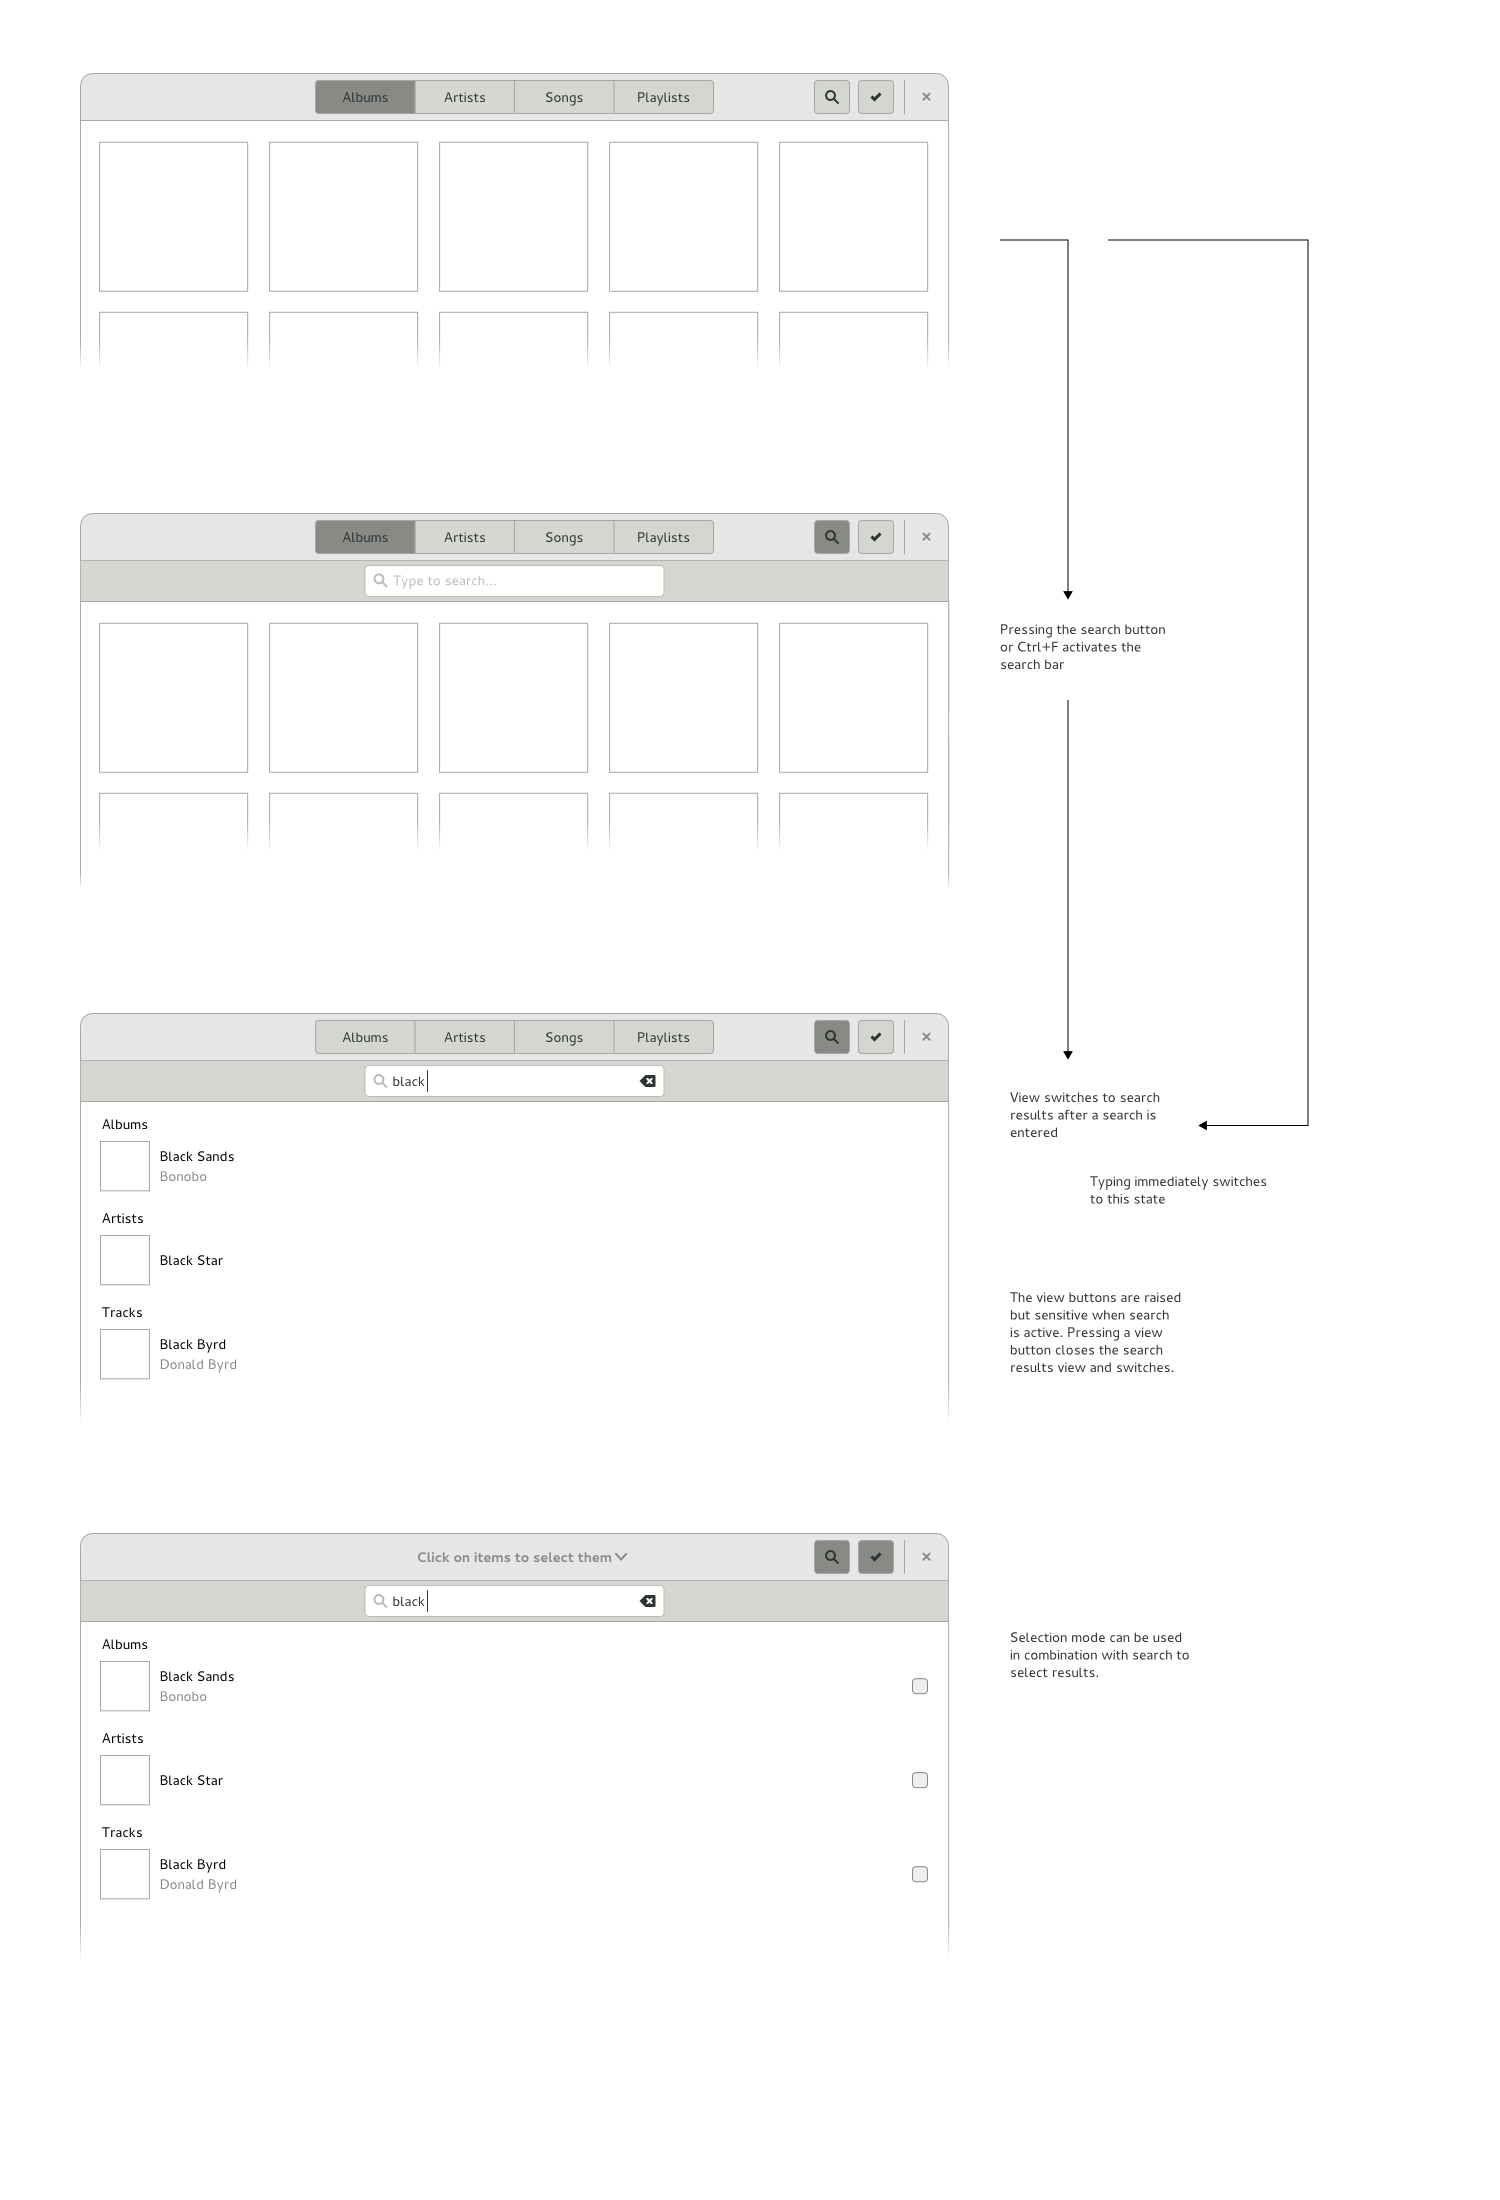 Albums Artists Songs Playlists
Albums Artists Songs Playlists
Type to search...
Pressing the search button
or Ctrl+F activates the
search bar
Albums Artists Songs Playlists
black
Albums
Black Sands
Bonobo
Artists
Black Star
Tracks
Black Byrd
Donald Byrd
View switches to search
results after a search is
entered
Typing immediately switches
to this state
The view buttons are raised
but sensitive when search
is active. Pressing a view
button closes the search
results view and switches.
Click on items to select them
black
Albums
Black Sands
Bonobo
Artists
Black Star
Tracks
Black Byrd
Donald Byrd
Selection mode can be used
in combination with search to
select results.